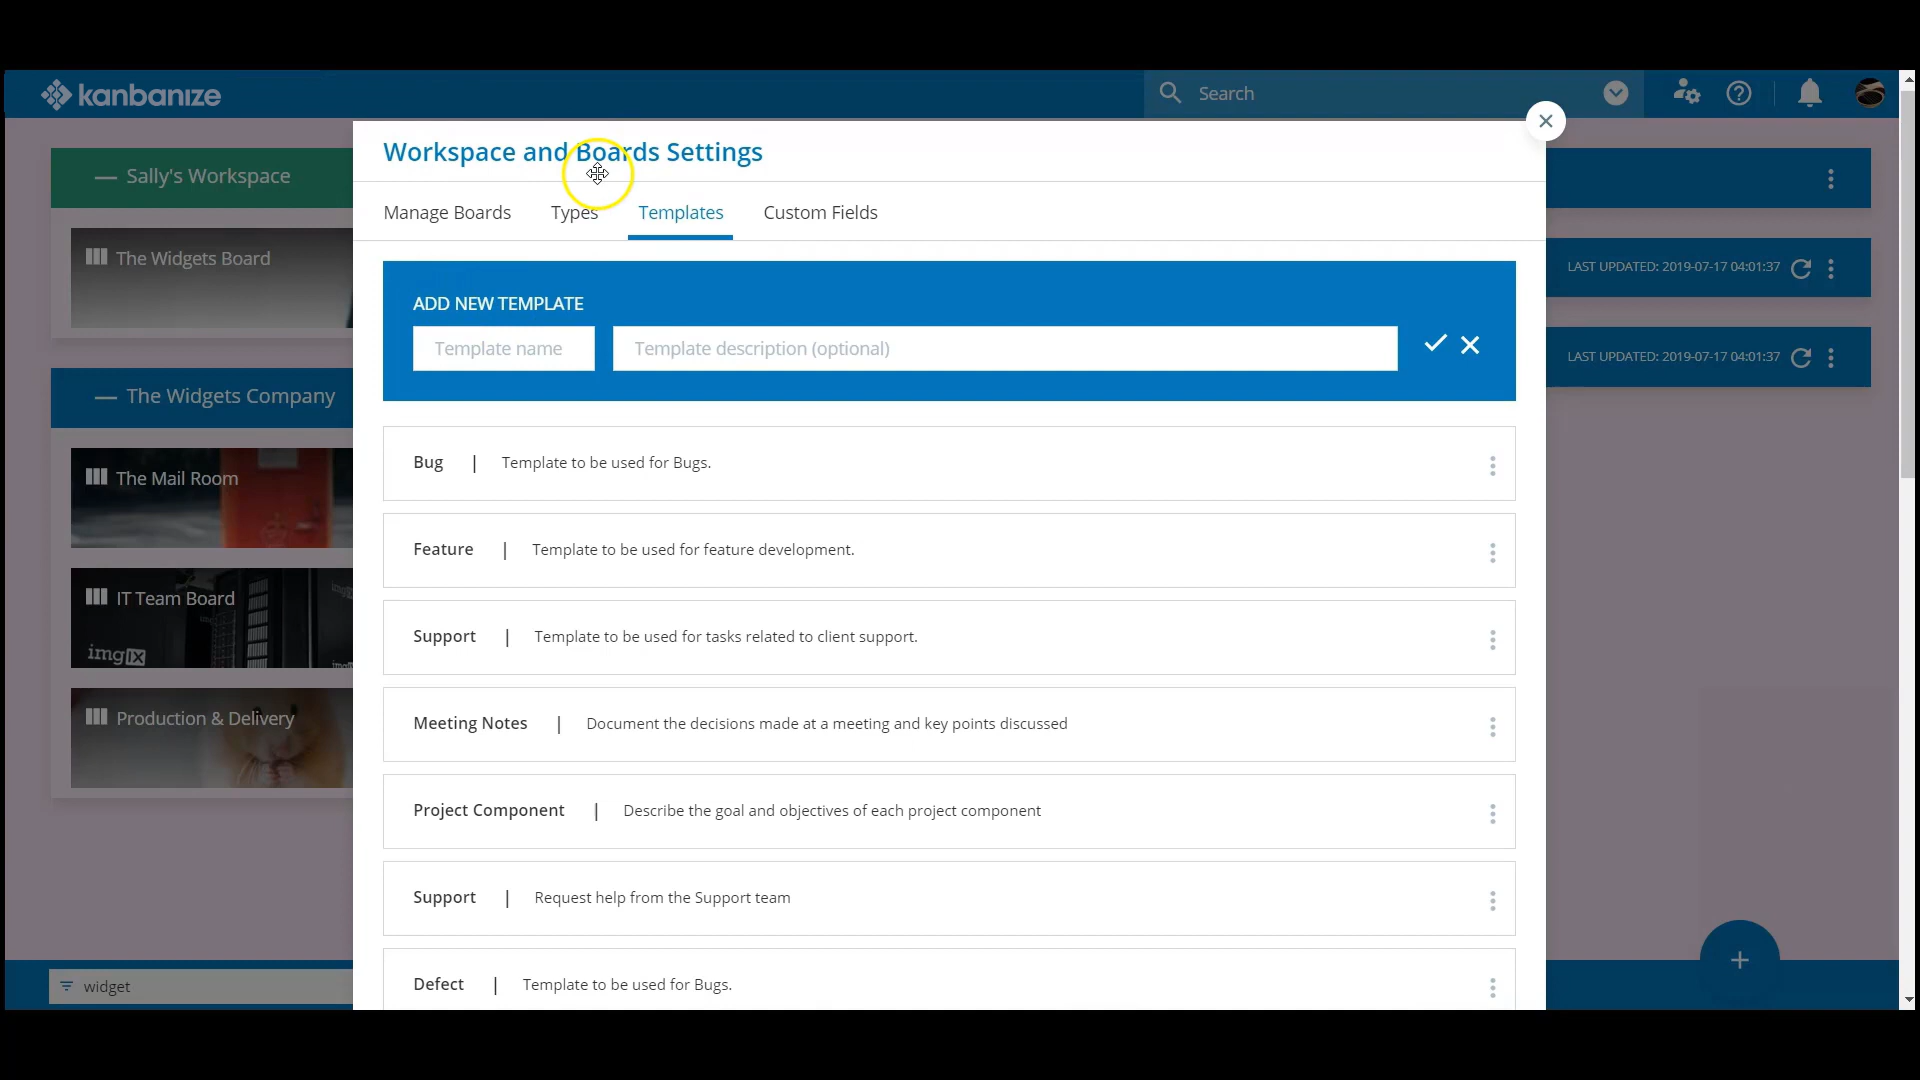 kanbanize
Search
Workspace and Boards Settings
Sally's Workspace
Manage Boards Types Templates Custom Fields
The Widgets Board
LAST UPDATED: 2019-07-17 04:01:37
ADD NEW TEMPLATE
Template name Template description (optional)
LAST UPDATED: 2019-07-17 04:01:37
The Widgets Company
Bug | Template to be used for Bugs.
The Mail Room
Feature | Template to be used for feature development.
IT Team Board
Support | Template to be used for tasks related to client support.
imgIX
Production & Delivery
Meeting Notes | Document the decisions made at a meeting and key points discussed
Project Component | Describe the goal and objectives of each project component
Support | Request help from the Support team
Defect | Template to be used for Bugs.
widget